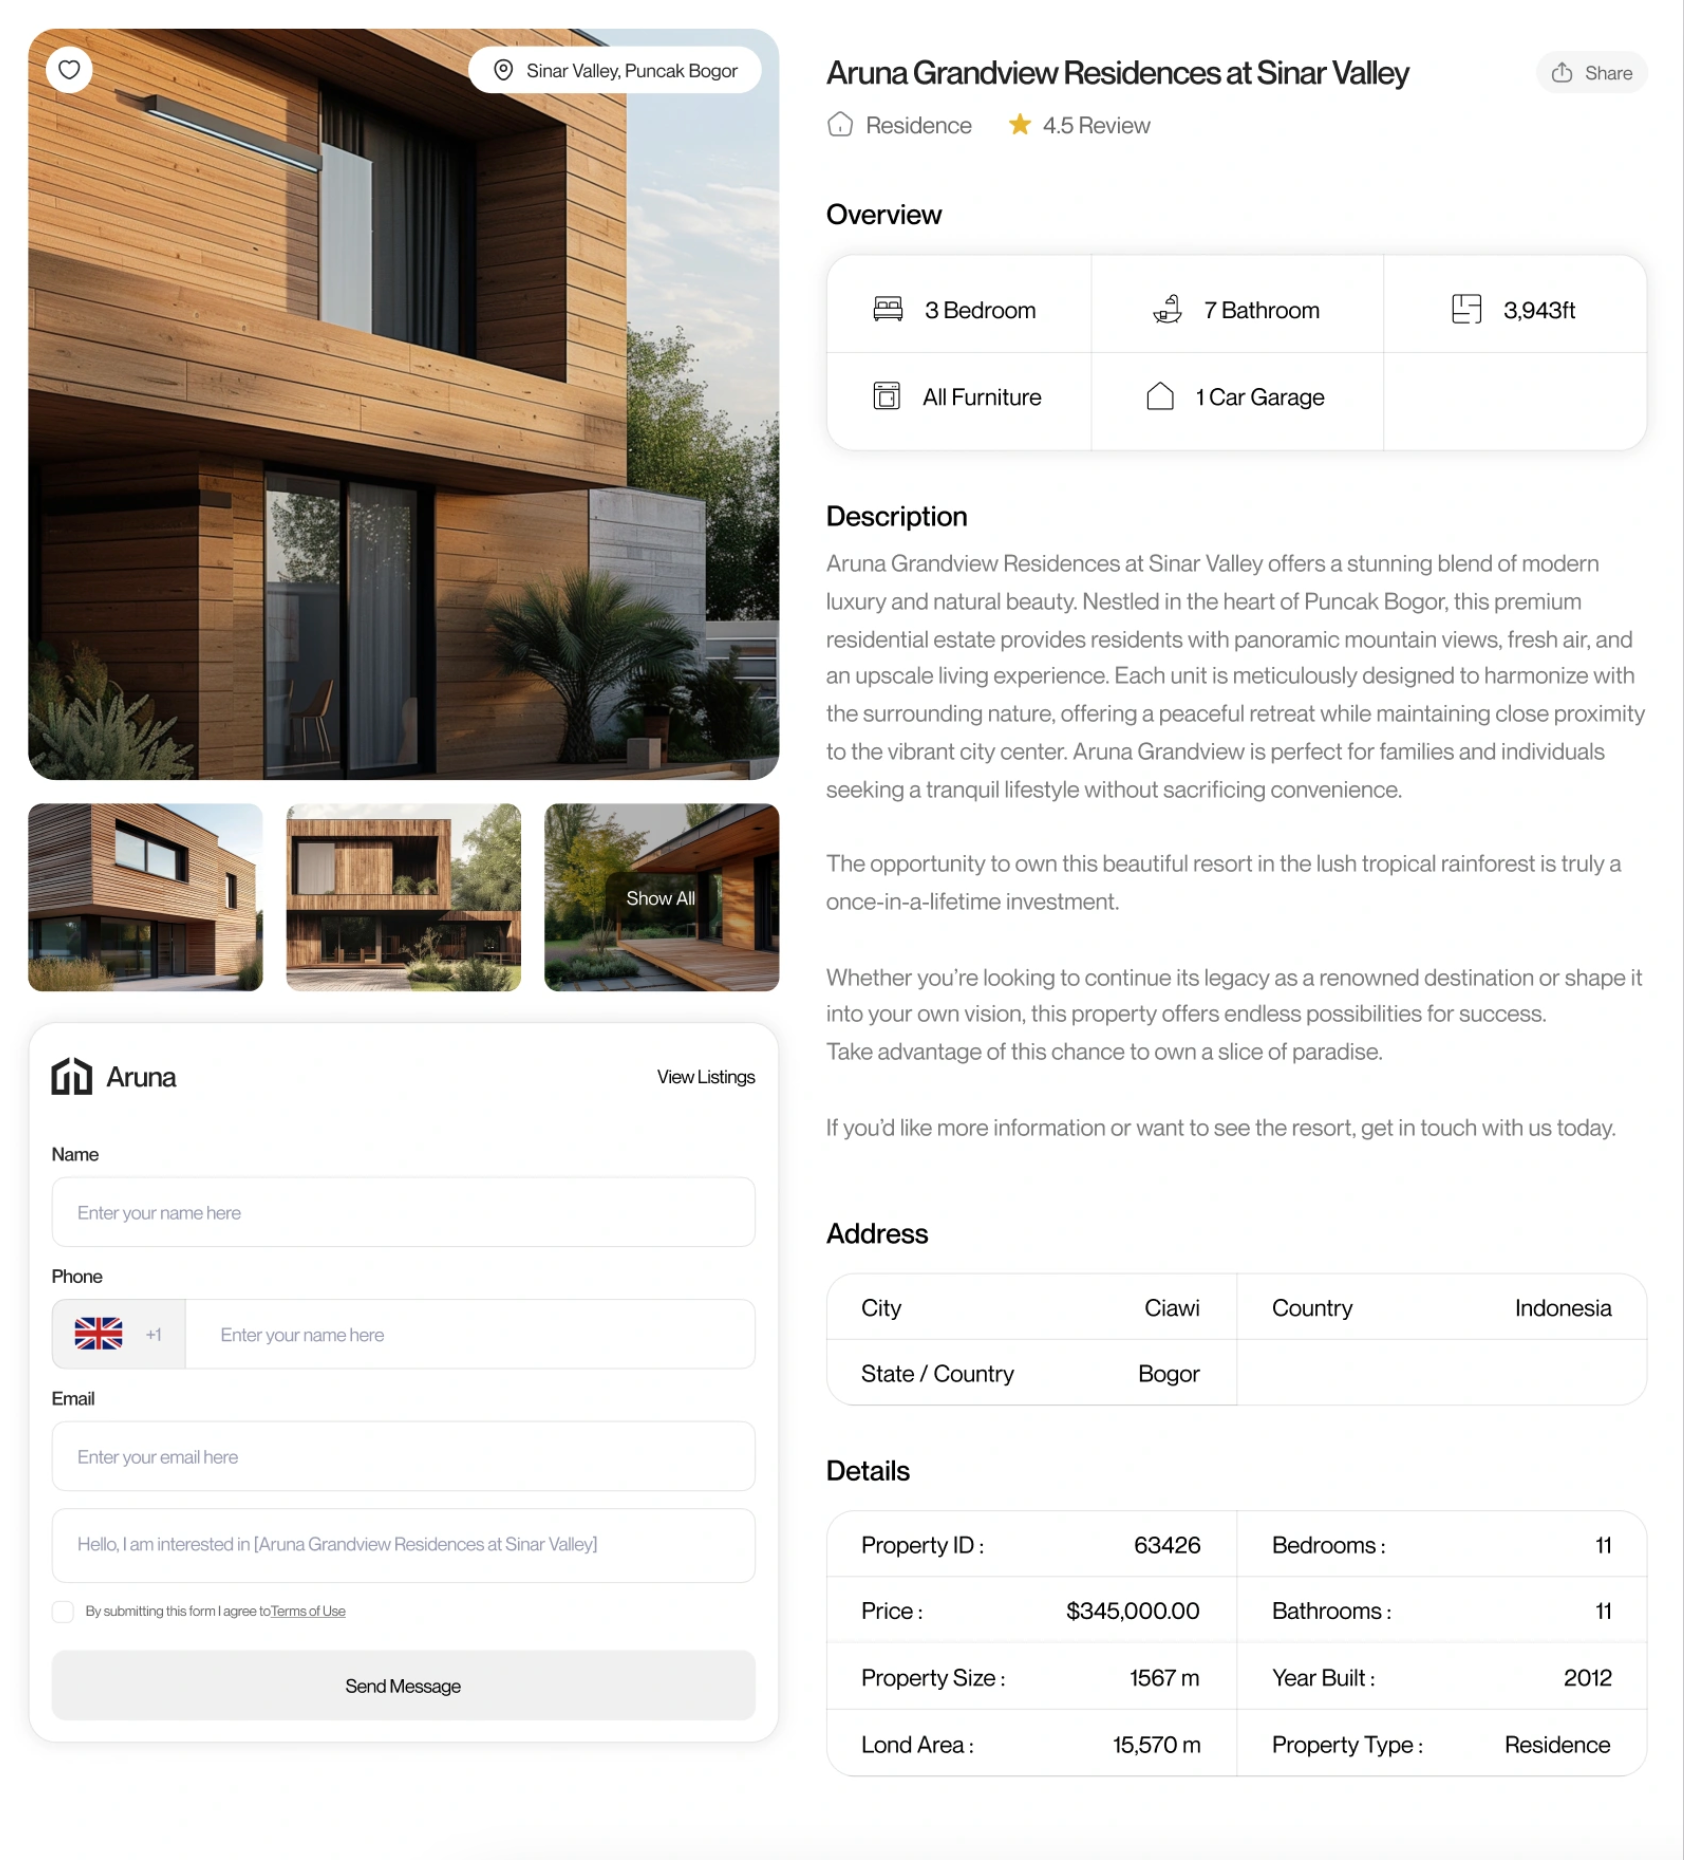 Sinar Valley, Puncak Bogor
Show All
Aruna
View Listings
Name
Enter your name here
Phone
+1
Enter your name here
Email
Enter your email here
Hello, I am interested in [Aruna Grandview Residences at Sinar Valley]
By submitting this form I agree toTerms of Use
Send Message
Aruna Grandview Residences at Sinar Valley
Share
Residence
4.5 Review
Overview
3 Bedroom
7 Bathroom
3,943ft
All Furniture
1 Car Garage
Description
Aruna Grandview Residences at Sinar Valley offers a stunning blend of modern
luxury and natural beauty. Nestled in the heart of Puncak Bogor, this premium
residential estate provides residents with panoramic mountain views, fresh air, and
an upscale living experience. Each unit is meticulously designed to harmonize with
the surrounding nature, offering a peaceful retreat while maintaining close proximity
to the vibrant city center. Aruna Grandview is perfect for families and individuals
seeking a tranquil lifestyle without sacrificing convenience.
The opportunity to own this beautiful resort in the lush tropical rainforest is truly a
once-in-a-lifetime investment.
Whether you’re looking to continue its legacy as a renowned destination or shape it
into your own vision, this property offers endless possibilities for success.
Take advantage of this chance to own a slice of paradise.
If you’d like more information or want to see the resort, get in touch with us today.
Address
City Ciawi Country Indonesia
State / Country Bogor
Details
Property ID : 63426 Bedrooms : 11
Price : $345,000.00 Bathrooms : 11
Property Size : 1567 m Year Built : 2012
Lond Area : 15,570 m Property Type : Residence